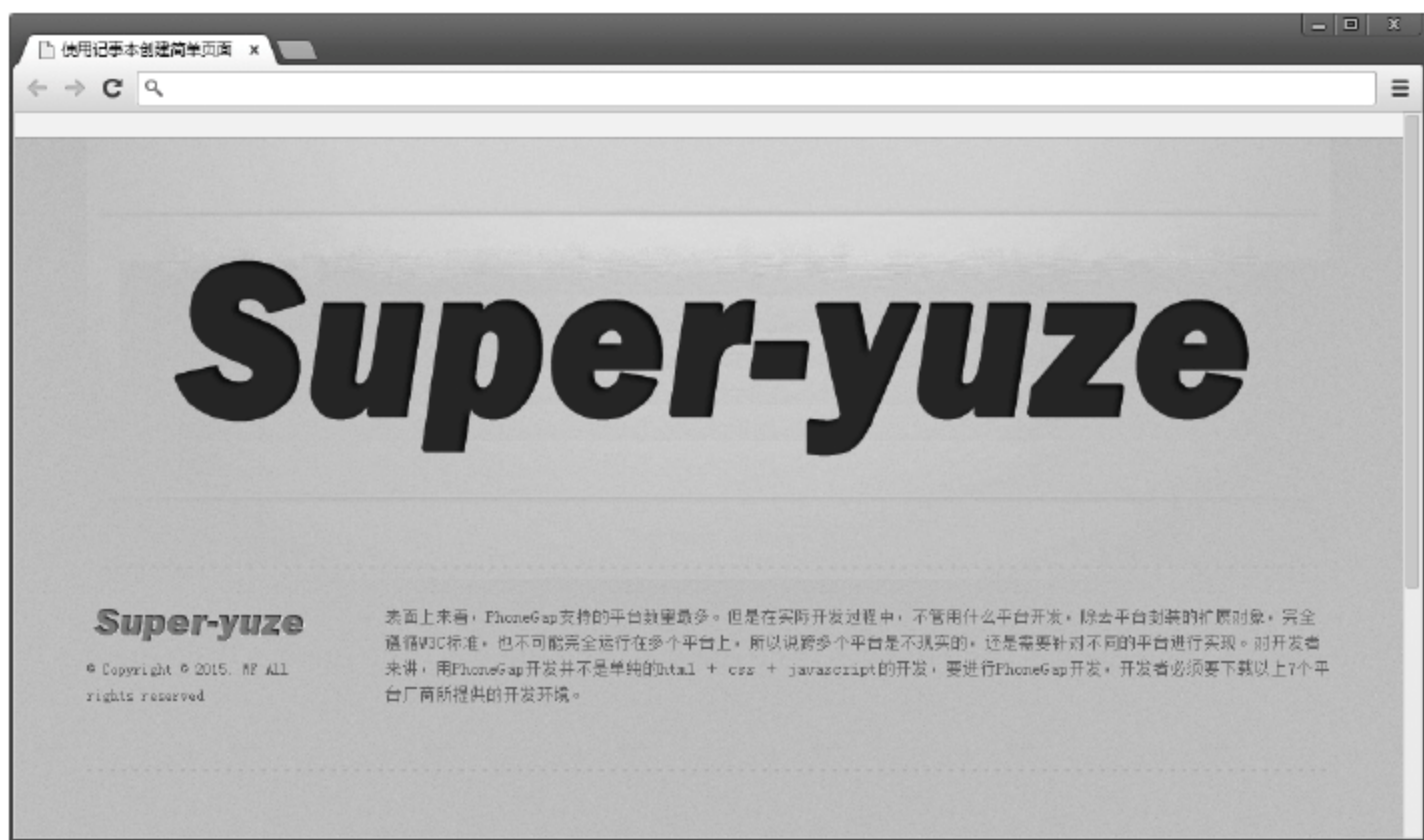 使用记事本创建简单页面
Super-yuze
Super-yuze
© Copyright © 2015. WF All
rights reserved
表面上来看，PhoneGap支持的平台数量最多。但是在实际开发过程中，不管用什么平台开发，除去平台封装的扩展对象，完全
遵循W3C标准，也不可能完全运行在多个平台上，所以说跨多个平台是不现实的，还是需要针对不同的平台进行实现。对开发者
来讲，用PhoneGap开发并不是单纯的html + css + javascript的开发，要进行PhoneGap开发，开发者必须要下载以上7个平
台厂商所提供的开发环境。